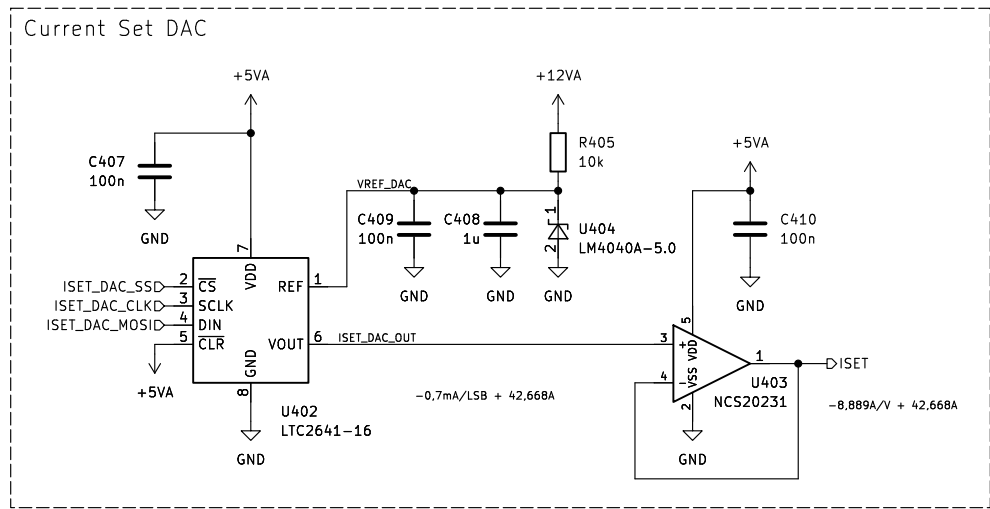 Current Set DAC
+5VA
+12VA
+5VA
C407
100n
GND
R405
10k
VREF_DAC
C409
100n
C408
1u
1
2
U404
LM4040A-5.0
C410
100n
GND
GND
GND
GND
7
VDD
ISET_DAC_SS
2
CS
REF
1
ISET_DAC_CLK
3
SCLK
ISET_DAC_MOSI
4
DIN
5
CLR
VOUT
6
ISET_DAC_OUT
GND
8
+5VA
U402
LTC2641-16
GND
-0,7mA/LSB + 42,668A
5
VDD
3
+
4
-
VSS
2
1
U403
NCS20231
ISET
-8,889A/V + 42,668A
GND